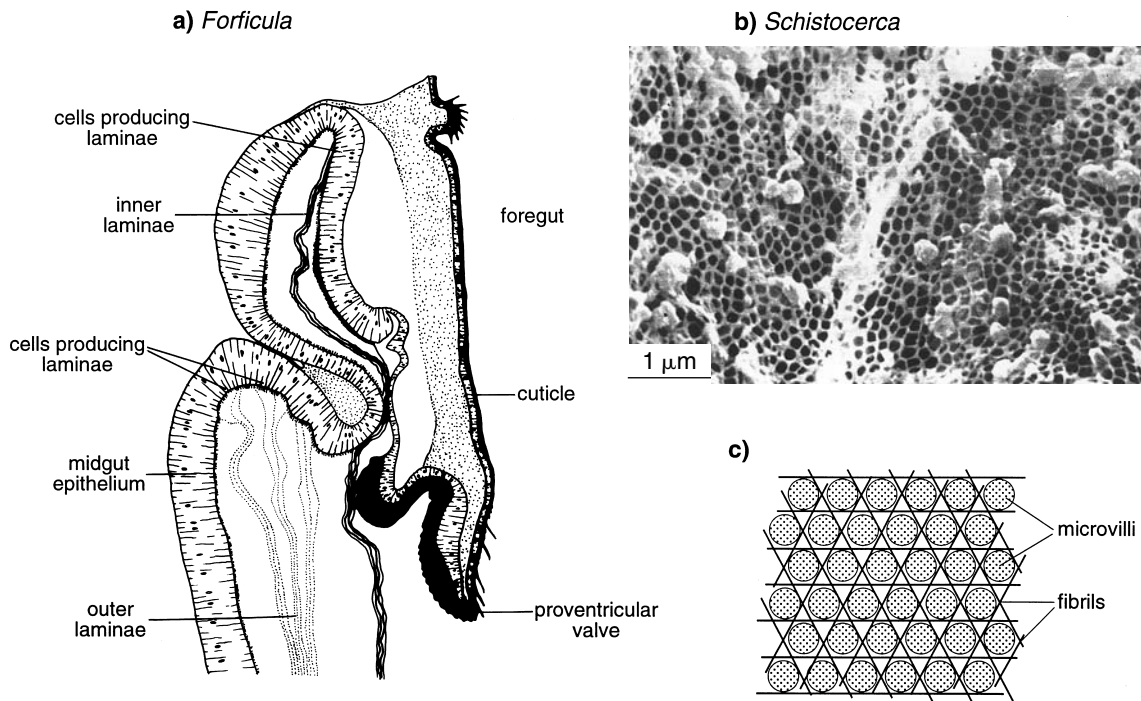 a) Forficula
cells producing
laminae
inner
laminae
foregut
cells producing
laminae
cuticle
midgut
epithelium
outer
laminae
proventricular
valve
b) Schistocerca
1 μm
c)
microvilli
fibrils